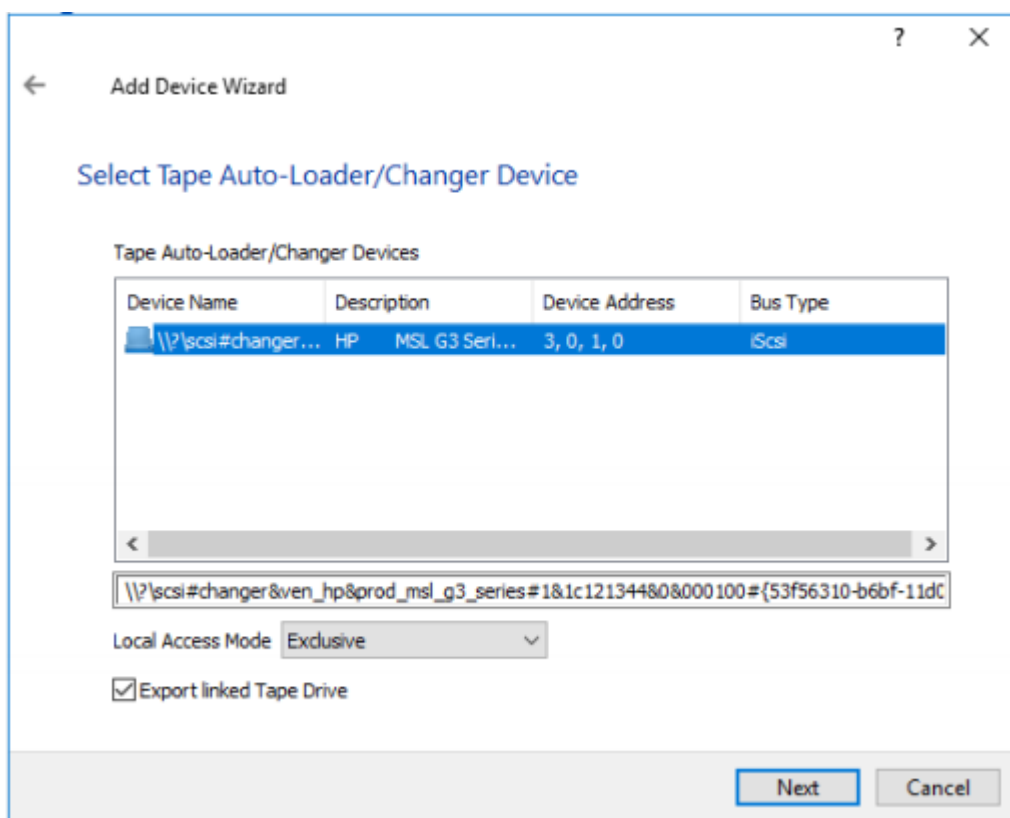 ?
Add Device Wizard
Select Tape Auto-Loader/Changer Device
Tape Auto-Loader/Changer Devices
Device Name Description Device Address Bus Type
\\?\scsi#changer... HP MSL G3 Seri... 3, 0, 1, 0 iScsi
\\?\scsi#changer&ven_hp&prod_msl_g3_series#1&1c121344&0&000100#{53f56310-b6bf-11d0
Local Access Mode Exclusive
Export linked Tape Drive
Next Cancel